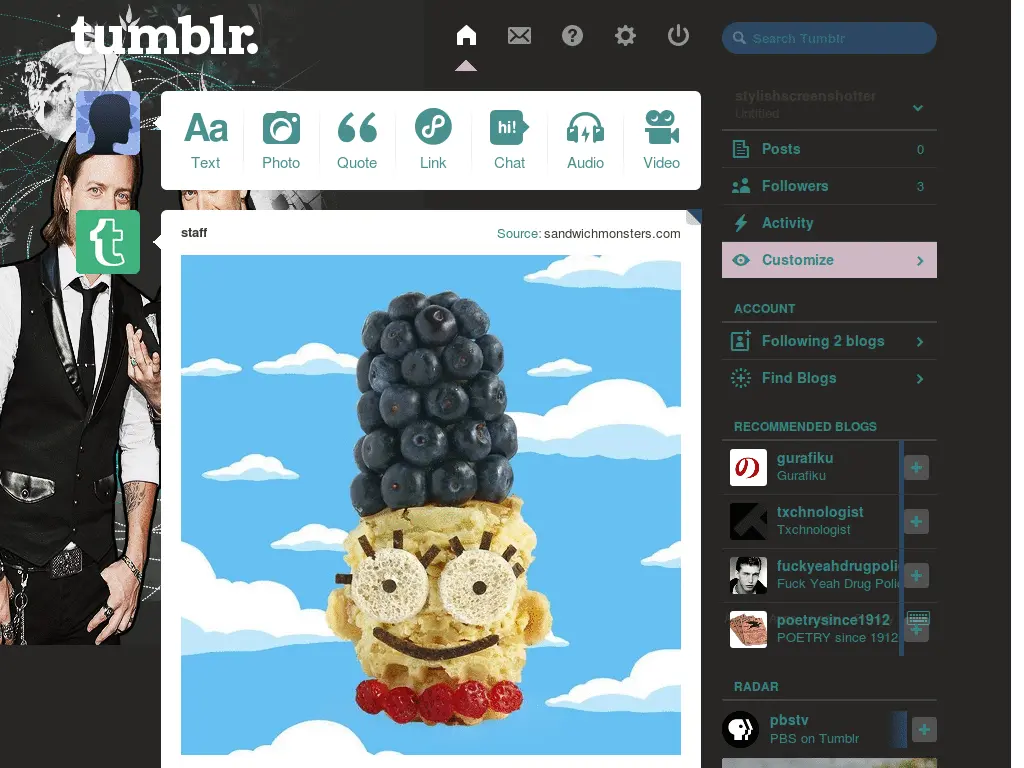 tumblr.
Search Tumblr
stylishscreenshotter
Untitled
Aa
hi!
Text
Photo
Quote
Link
Chat
Audio
Video
Posts
0
Followers
3
Activity
Customize
staff
Source: sandwichmonsters.com
ACCOUNT
Following 2 blogs
Find Blogs
RECOMMENDED BLOGS
gurafiku
Gurafiku
txchnologist
Txchnologist
fuckyeahdrugpoli
Fuck Yeah Drug Polic
poetrysince1912
POETRY since 1912
RADAR
pbstv
PBS on Tumblr